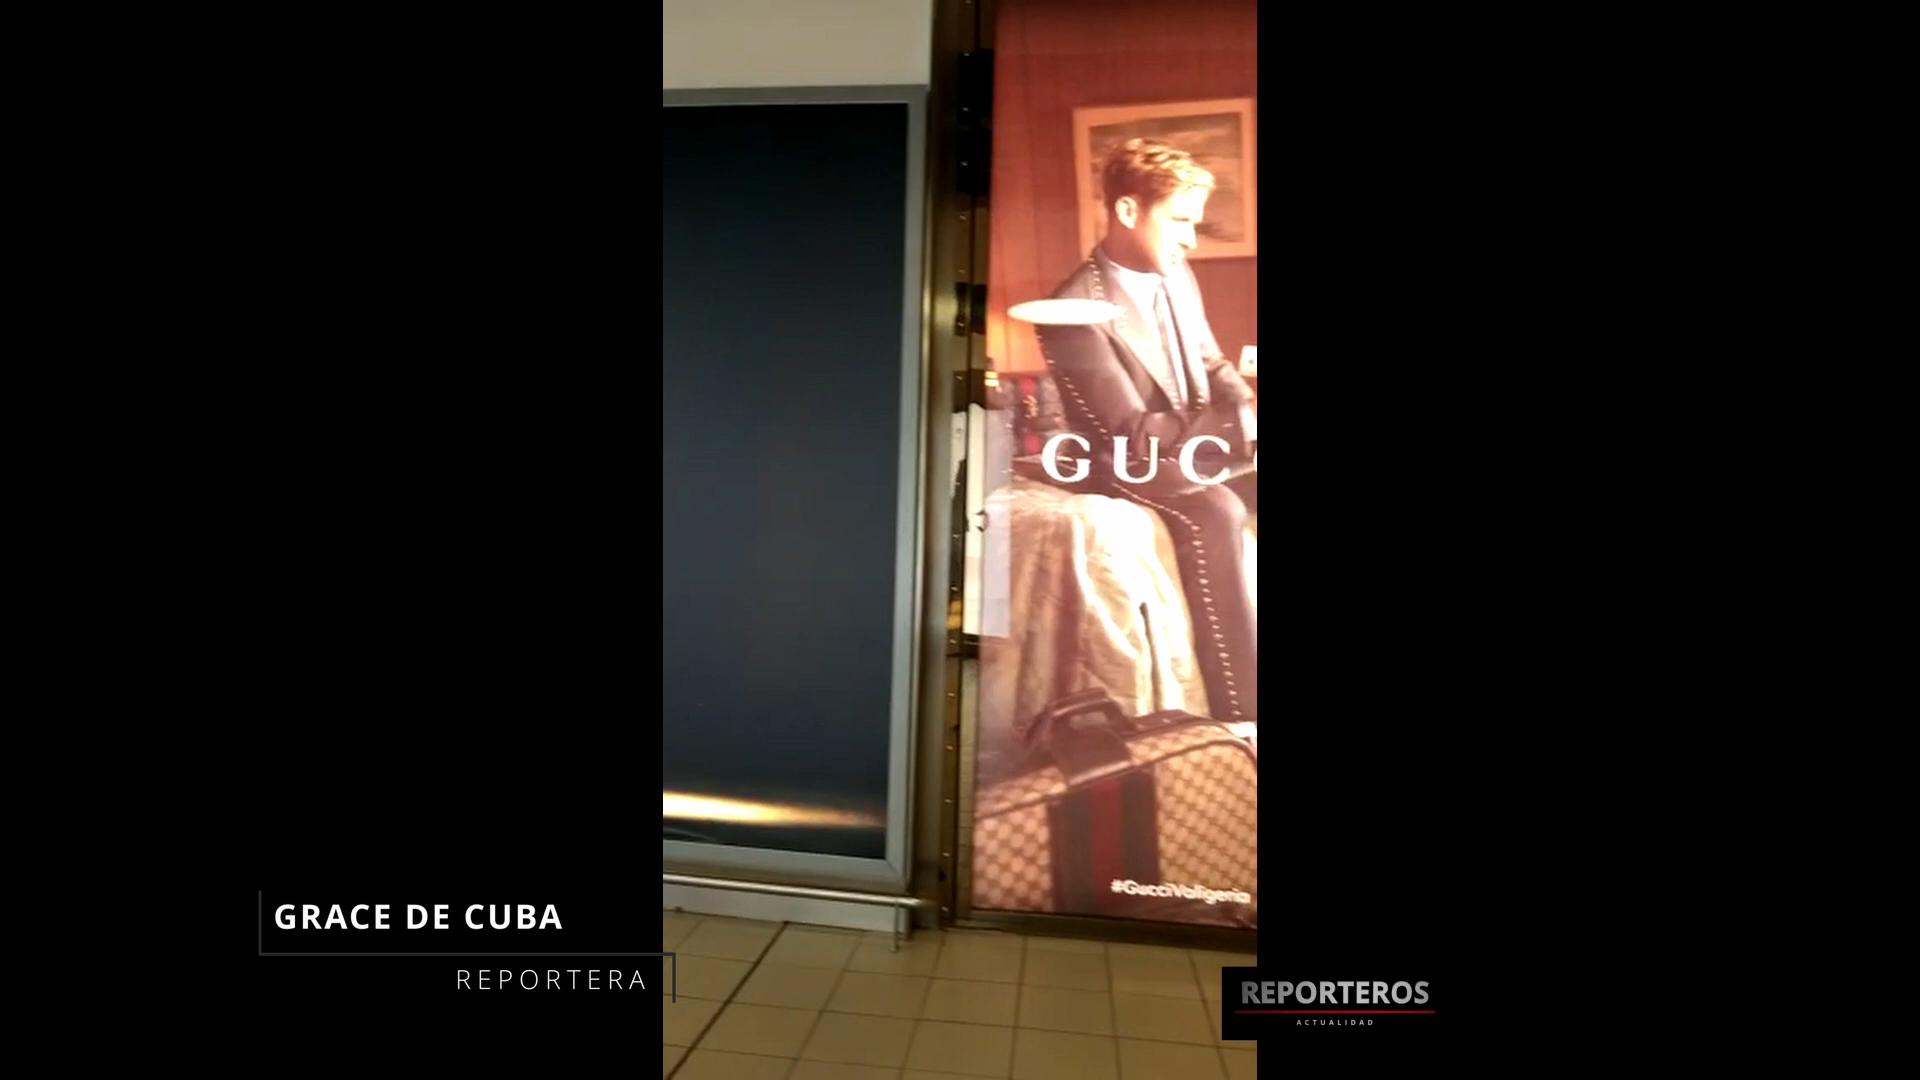 GUC
#GucciValigeria
GRACE DE CUBA
REPORTERA
REPORTEROS
ACTUALIDAD